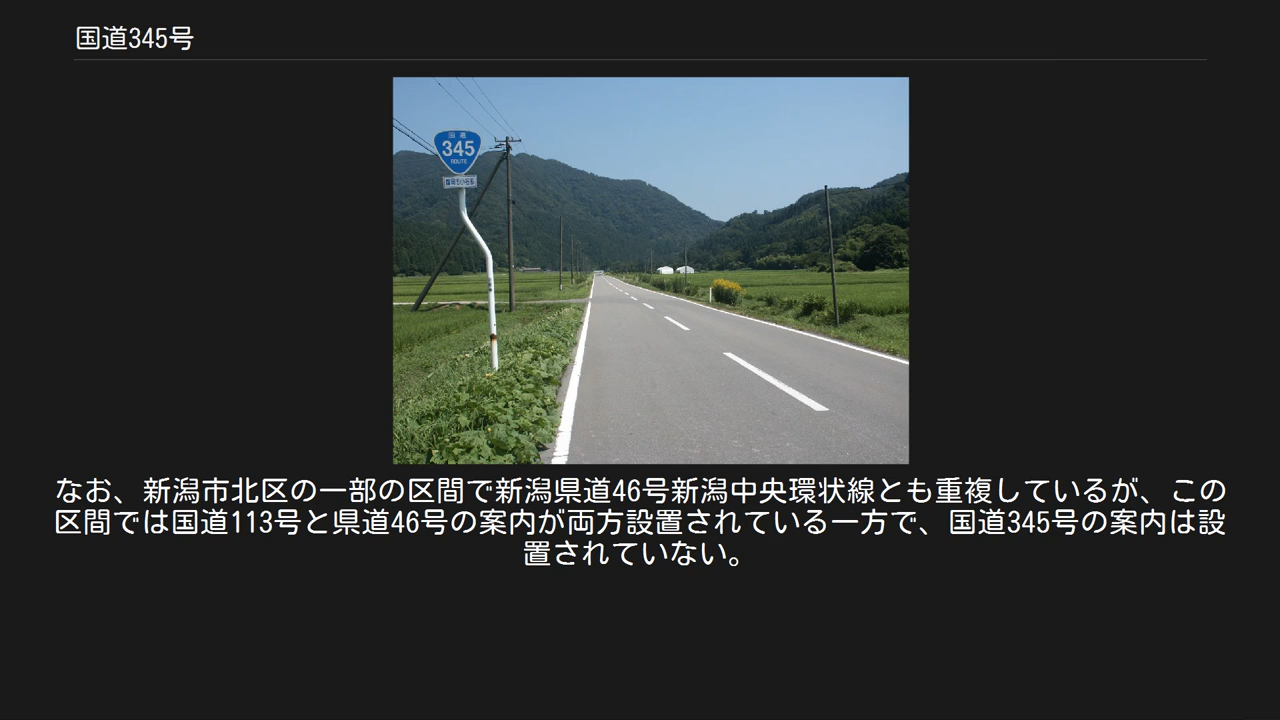 国道345号
国道
345
ROUTE
なお、新潟市北区の一部の区間で新潟県道46号新潟中央環状線とも重複しているが、この
区間では国道113号と県道46号の案内が両方設置されている一方で、国道345号の案内は設
置されていない。